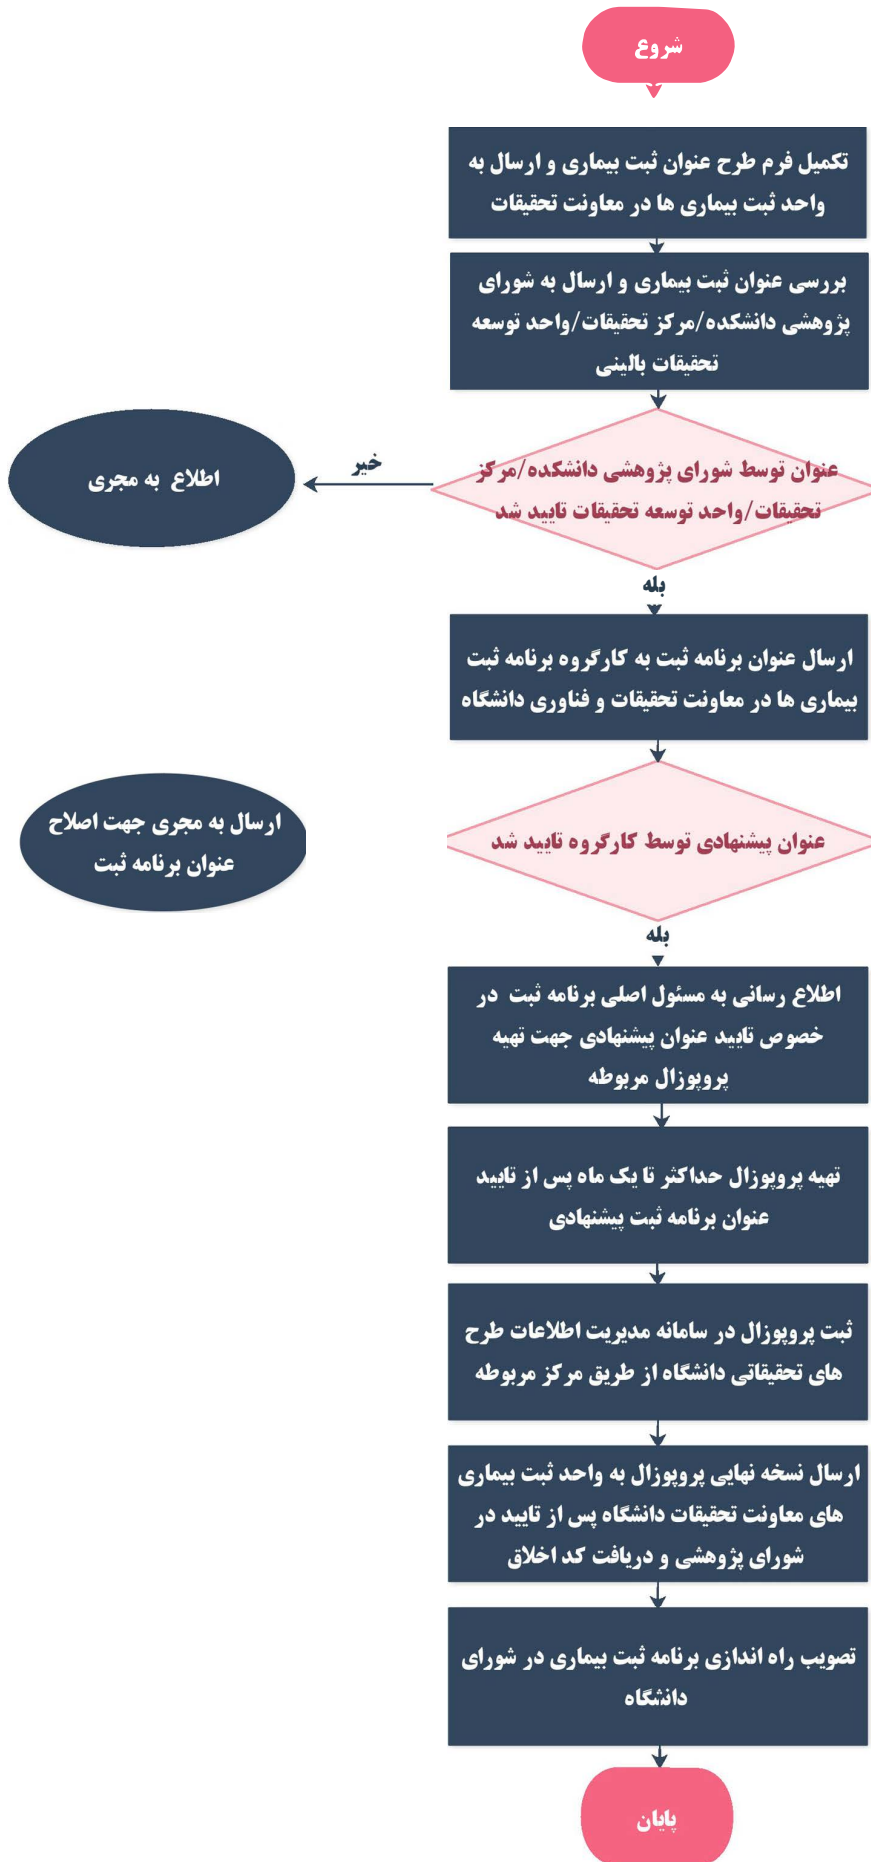 شروع
تکمیل فرم طرح عنوان ثبت بیماری و ارسال به
واحد ثبت بیماری ها در معاونت تحقیقات
بررسی عنوان ثبت بیماری و ارسال به شورای
پژوهشی دانشکده/مرکز تحقیقات/واحد توسعه
تحقیقات بالینی
عنوان توسط شورای پژوهشی دانشکده/مرکز
تحقیقات/واحد توسعه تحقیقات تایید شد
خیر
اطلاع به مجری
بله
ارسال عنوان برنامه ثبت به کارگروه برنامه ثبت
بیماری ها در معاونت تحقیقات و فناوری دانشگاه
عنوان پیشنهادی توسط کارگروه تایید شد
ارسال به مجری جهت اصلاح
عنوان برنامه ثبت
بله
اطلاع رسانی به مسئول اصلی برنامه ثبت در
خصوص تایید عنوان پیشنهادی جهت تهیه
پروپوزال مربوطه
تهیه پروپوزال حداکثر تا یک ماه پس از تایید
عنوان برنامه ثبت پیشنهادی
ثبت پروپوزال در سامانه مدیریت اطلاعات طرح
های تحقیقاتی دانشگاه از طریق مرکز مربوطه
ارسال نسخه نهایی پروپوزال به واحد ثبت بیماری
های معاونت تحقیقات دانشگاه پس از تایید در
شورای پژوهشی و دریافت کد اخلاق
تصویب راه اندازی برنامه ثبت بیماری در شورای
دانشگاه
پایان